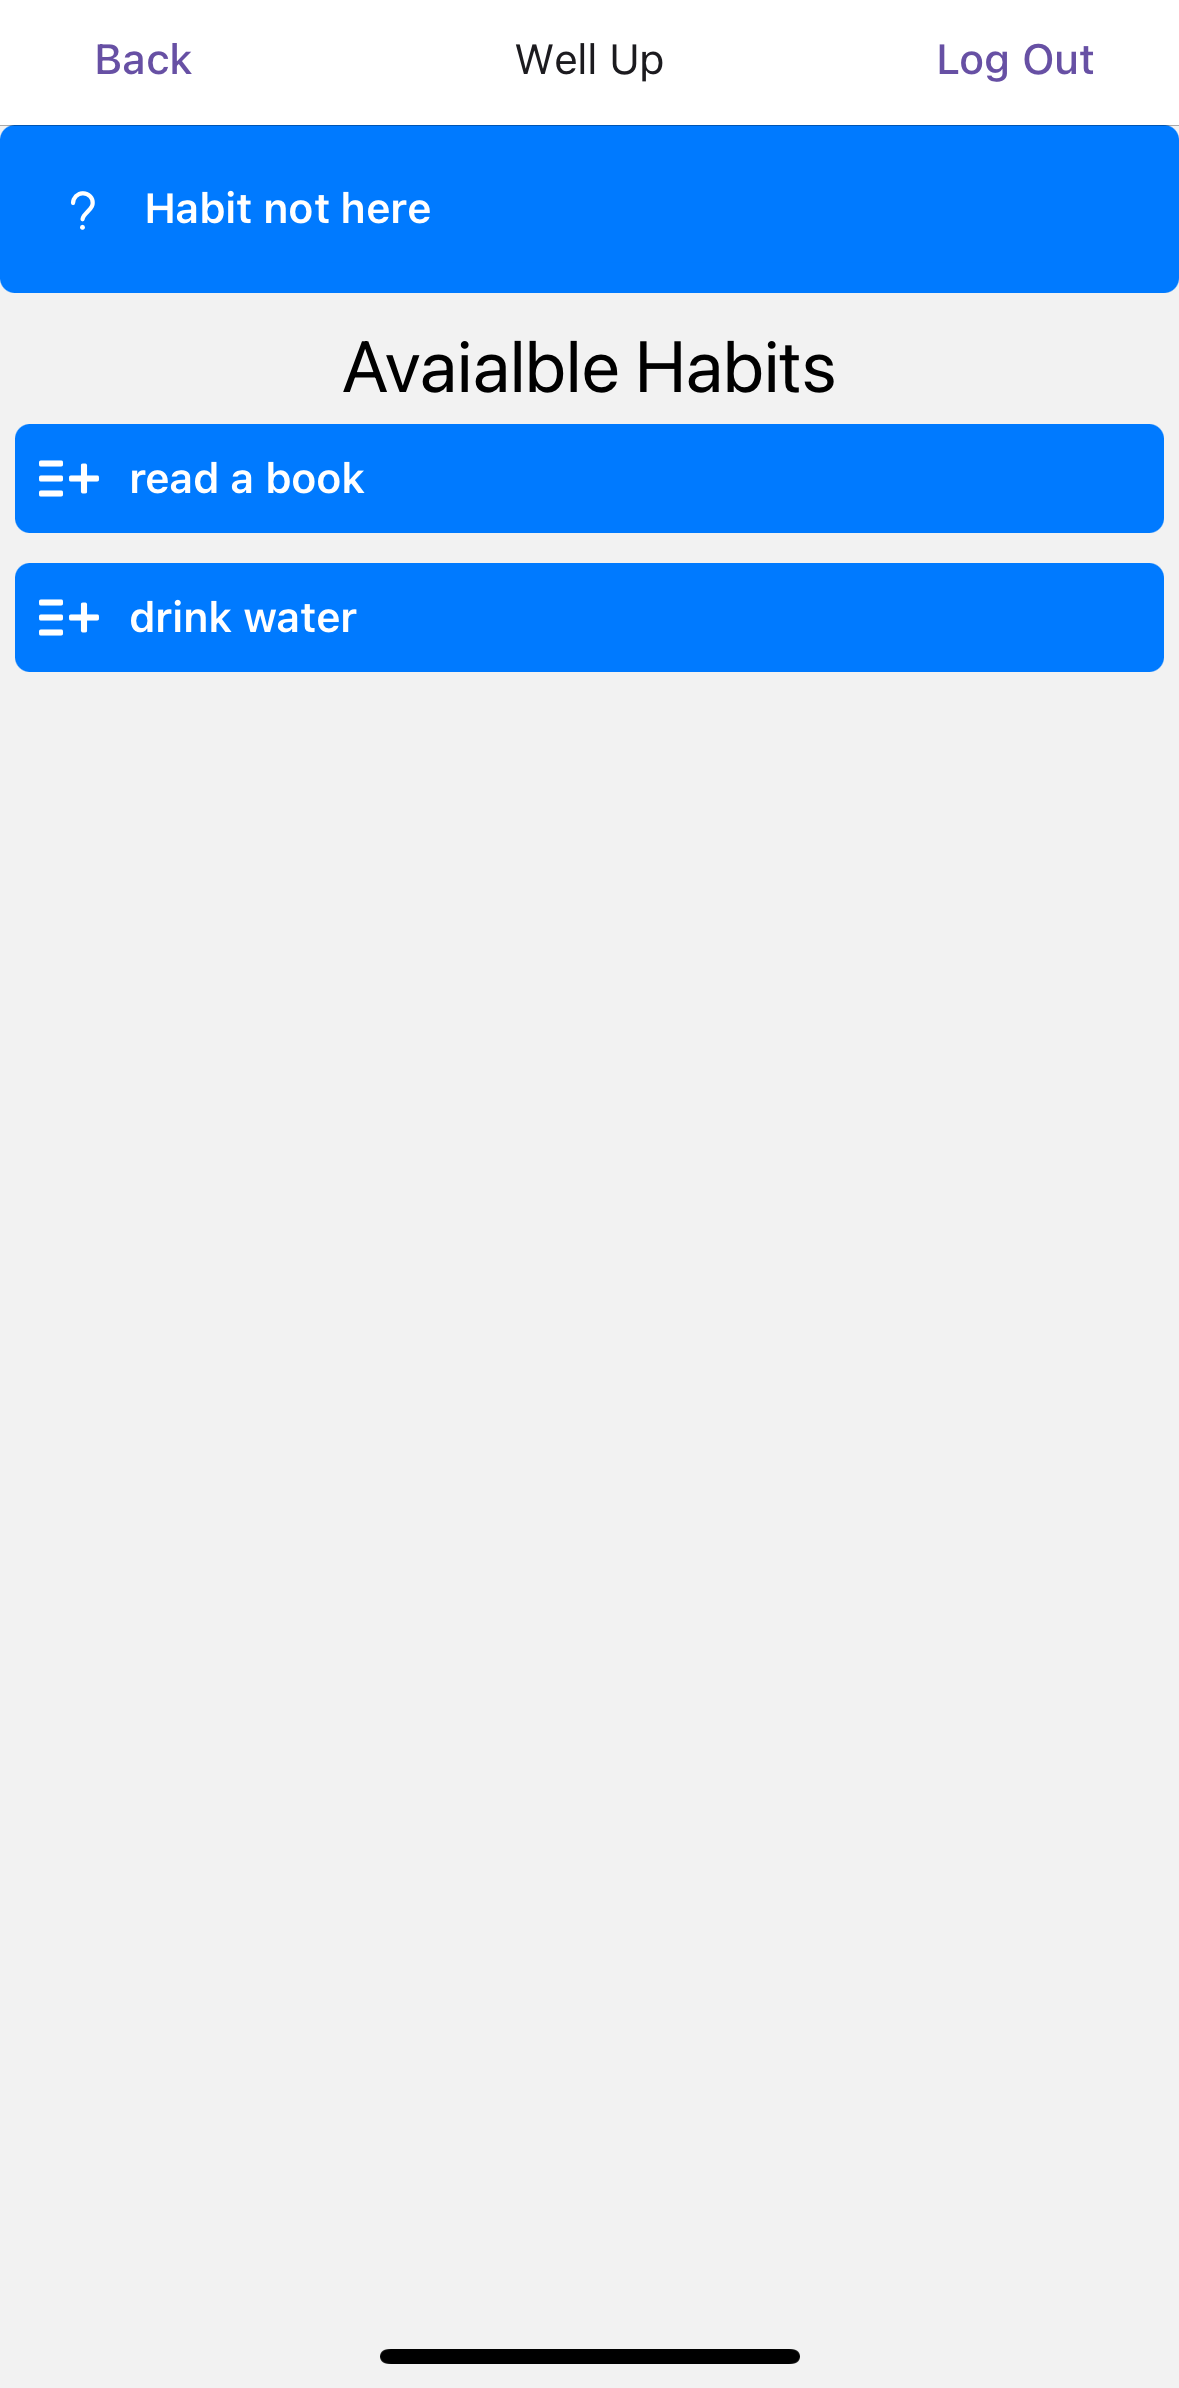 Back Well Up Log Out
? Habit not here
Avaialble Habits
read a book
drink water